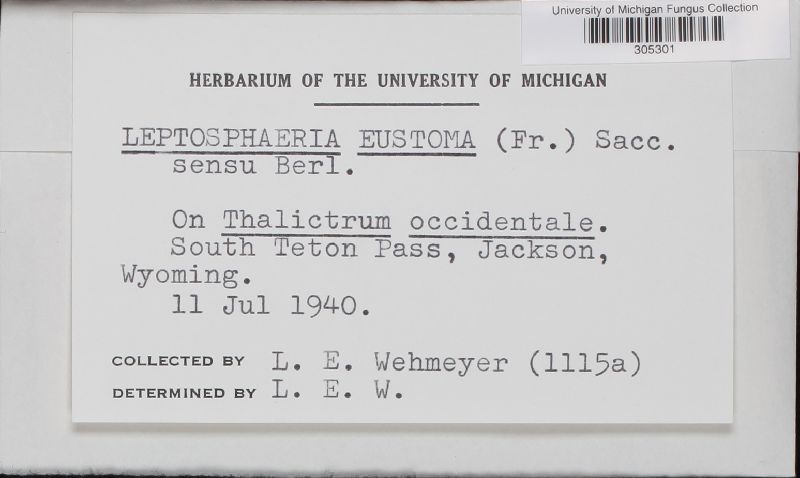 University of Michigan Fungus Collection
305301
HERBARIUM OF THE UNIVERSITY OF MICHIGAN
LEPTOSPHAERIA EUSTOMA (Fr.) Sacc.
sensu Berl.
On Thalictrum occidentale.
South Teton Pass, Jackson,
Wyoming.
11 Jul 1940.
COLLECTED BY L. E. Wehmeyer (1115a)
DETERMINED BY L. E. W.